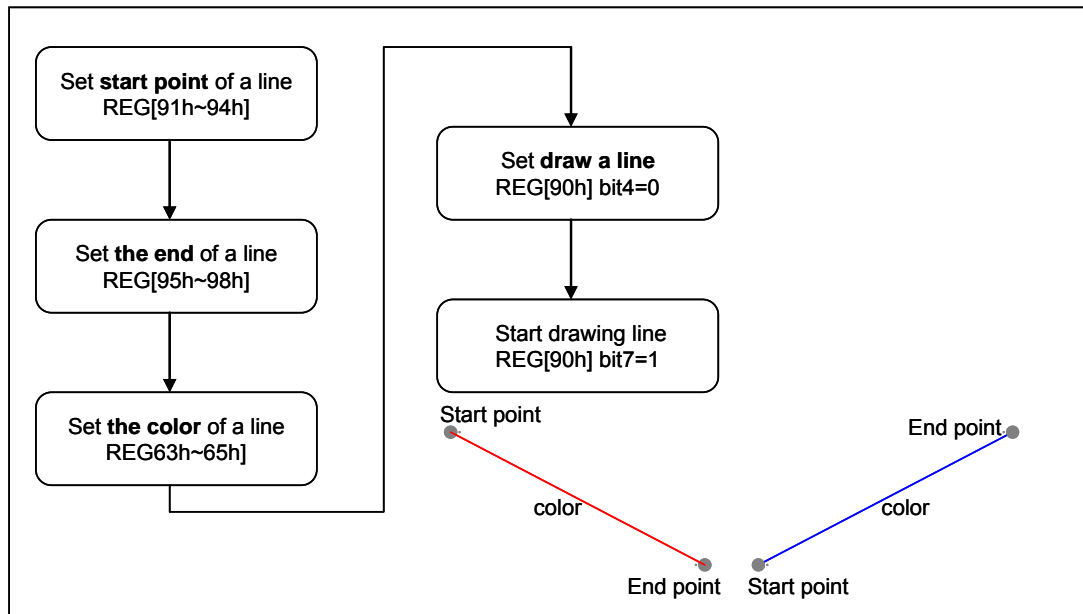 Set start point of a line
REG[91h~94h]
Set the end of a line
REG[95h~98h]
Set the color of a line
REG63h~65h]
Set draw a line
REG[90h] bit4=0
Start drawing line
REG[90h] bit7=1
Start point
color
End point
End point
color
Start point